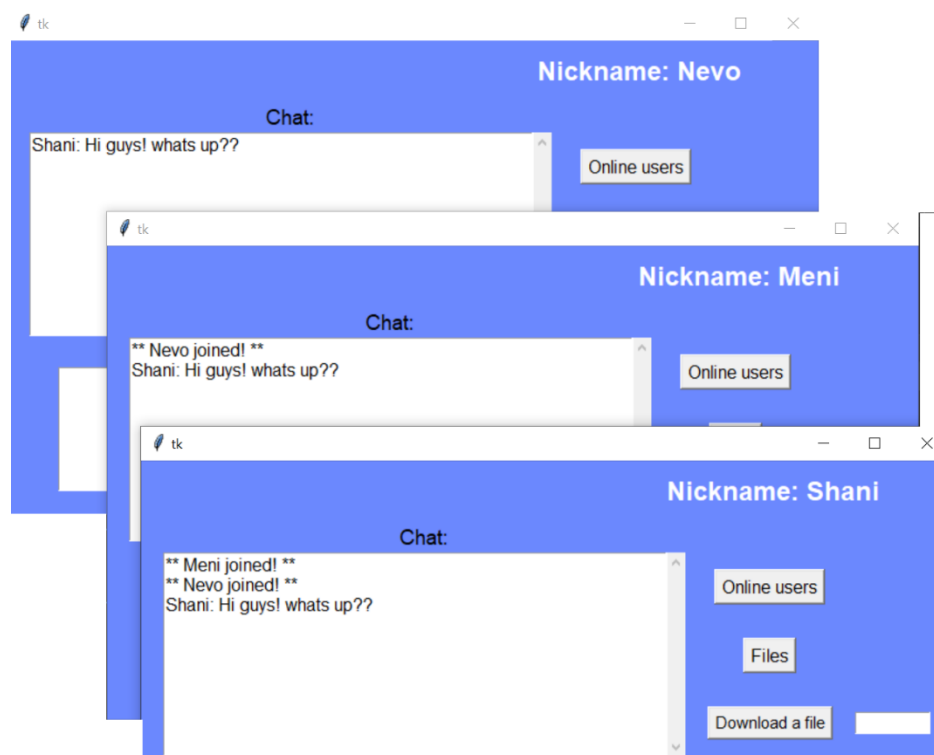 tk
Nickname: Nevo
Chat:
Shani: Hi guys! whats up??
Online users
tk
Nickname: Meni
Chat:
** Nevo joined! **
Shani: Hi guys! whats up??
Online users
tk
Nickname: Shani
Chat:
** Meni joined! **
** Nevo joined! **
Shani: Hi guys! whats up??
Online users
Files
Download a file